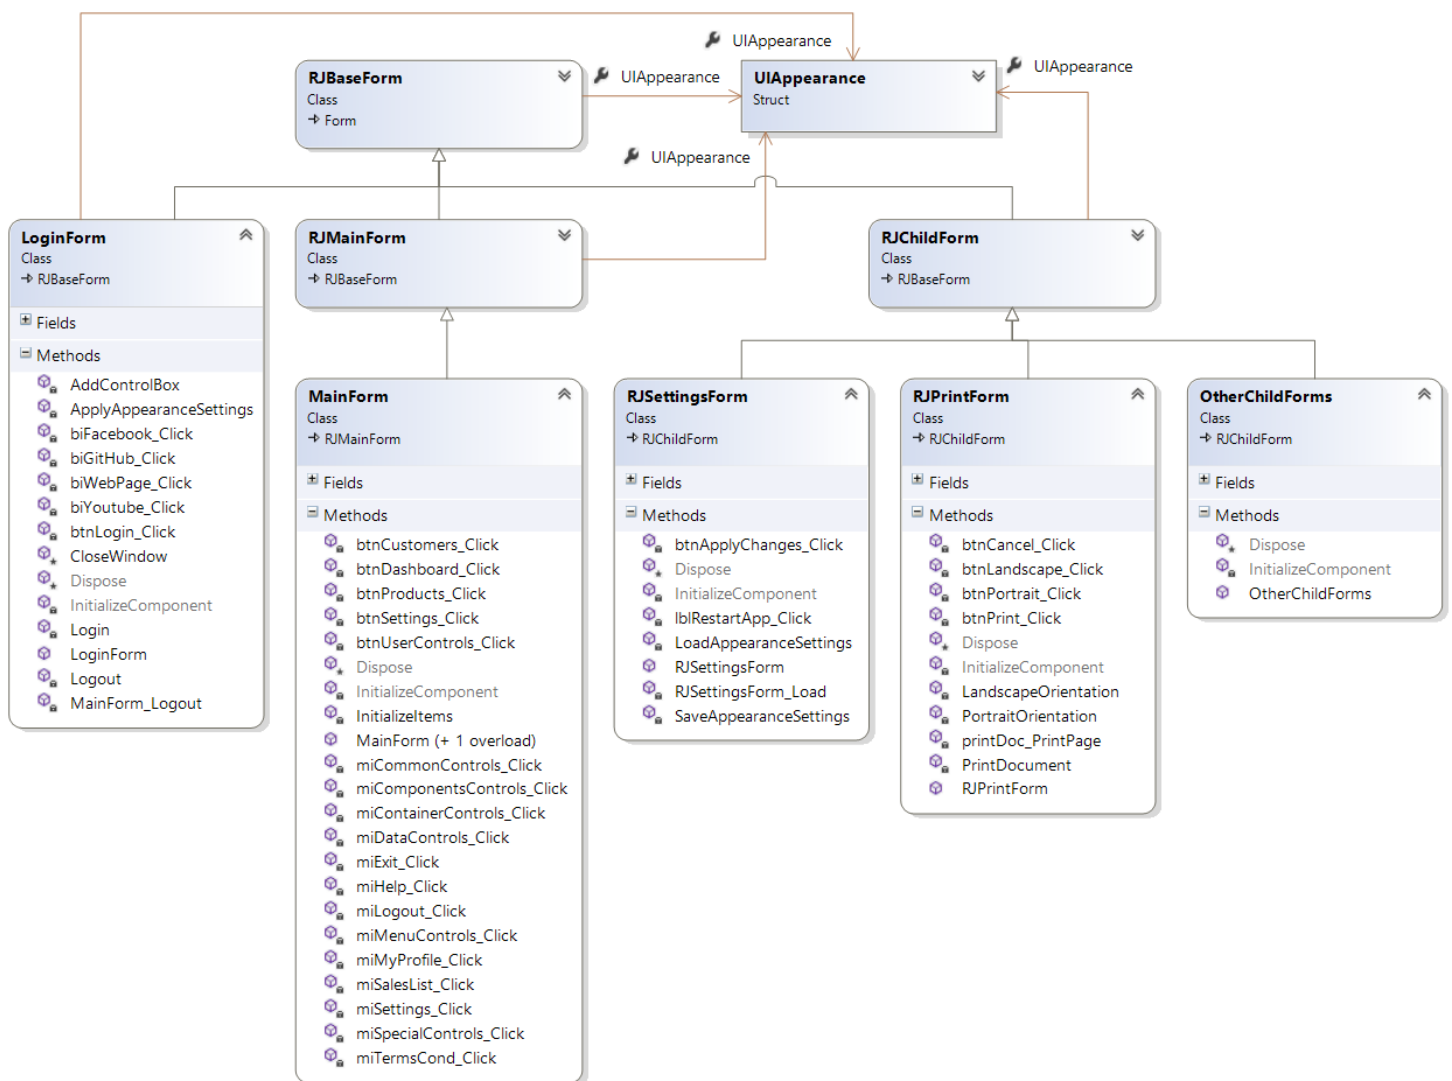 UIAppearance
RJBaseForm
Class
Form
UIAppearance
UIAppearance
Struct
UIAppearance
UIAppearance
LoginForm
Class
RJBaseForm
Fields
Methods
AddControlBox
ApplyAppearanceSettings
biFacebook_Click
biGitHub_Click
biWebPage_Click
biYoutube_Click
btnLogin_Click
CloseWindow
Dispose
InitializeComponent
Login
LoginForm
Logout
MainForm_Logout
RJMainForm
Class
RJBaseForm
RJChildForm
Class
RJBaseForm
MainForm
Class
RJMainForm
Fields
Methods
btnCustomers_Click
btnDashboard_Click
btnProducts_Click
btnSettings_Click
btnUserControls_Click
Dispose
InitializeComponent
InitializeItems
MainForm (+ 1 overload)
miCommonControls_Click
miComponentsControls_Click
miContainerControls_Click
miDataControls_Click
miExit_Click
miHelp_Click
miLogout_Click
miMenuControls_Click
miMyProfile_Click
miSalesList_Click
miSettings_Click
miSpecialControls_Click
miTermsCond_Click
RJSettingsForm
Class
RJChildForm
Fields
Methods
btnApplyChanges_Click
Dispose
InitializeComponent
lblRestartApp_Click
LoadAppearanceSettings
RJSettingsForm
RJSettingsForm_Load
SaveAppearanceSettings
RJPrintForm
Class
RJChildForm
Fields
Methods
btnCancel_Click
btnLandscape_Click
btnPortrait_Click
btnPrint_Click
Dispose
InitializeComponent
LandscapeOrientation
PortraitOrientation
printDoc_PrintPage
PrintDocument
RJPrintForm
OtherChildForms
Class
RJChildForm
Fields
Methods
Dispose
InitializeComponent
OtherChildForms